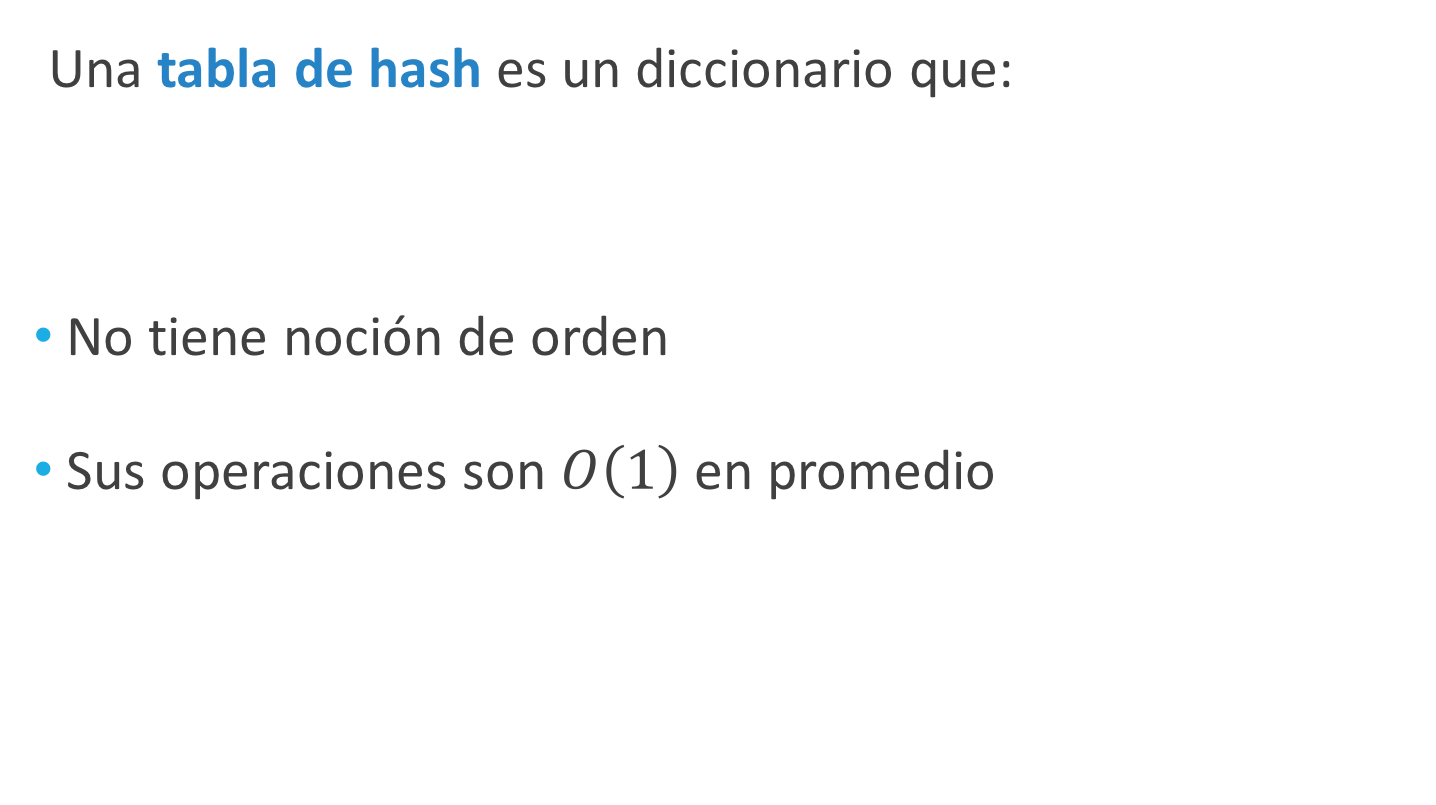 Una tabla de hash es un diccionario que:
• No tiene noción de orden
• Sus operaciones son 𝑂(1) en promedio